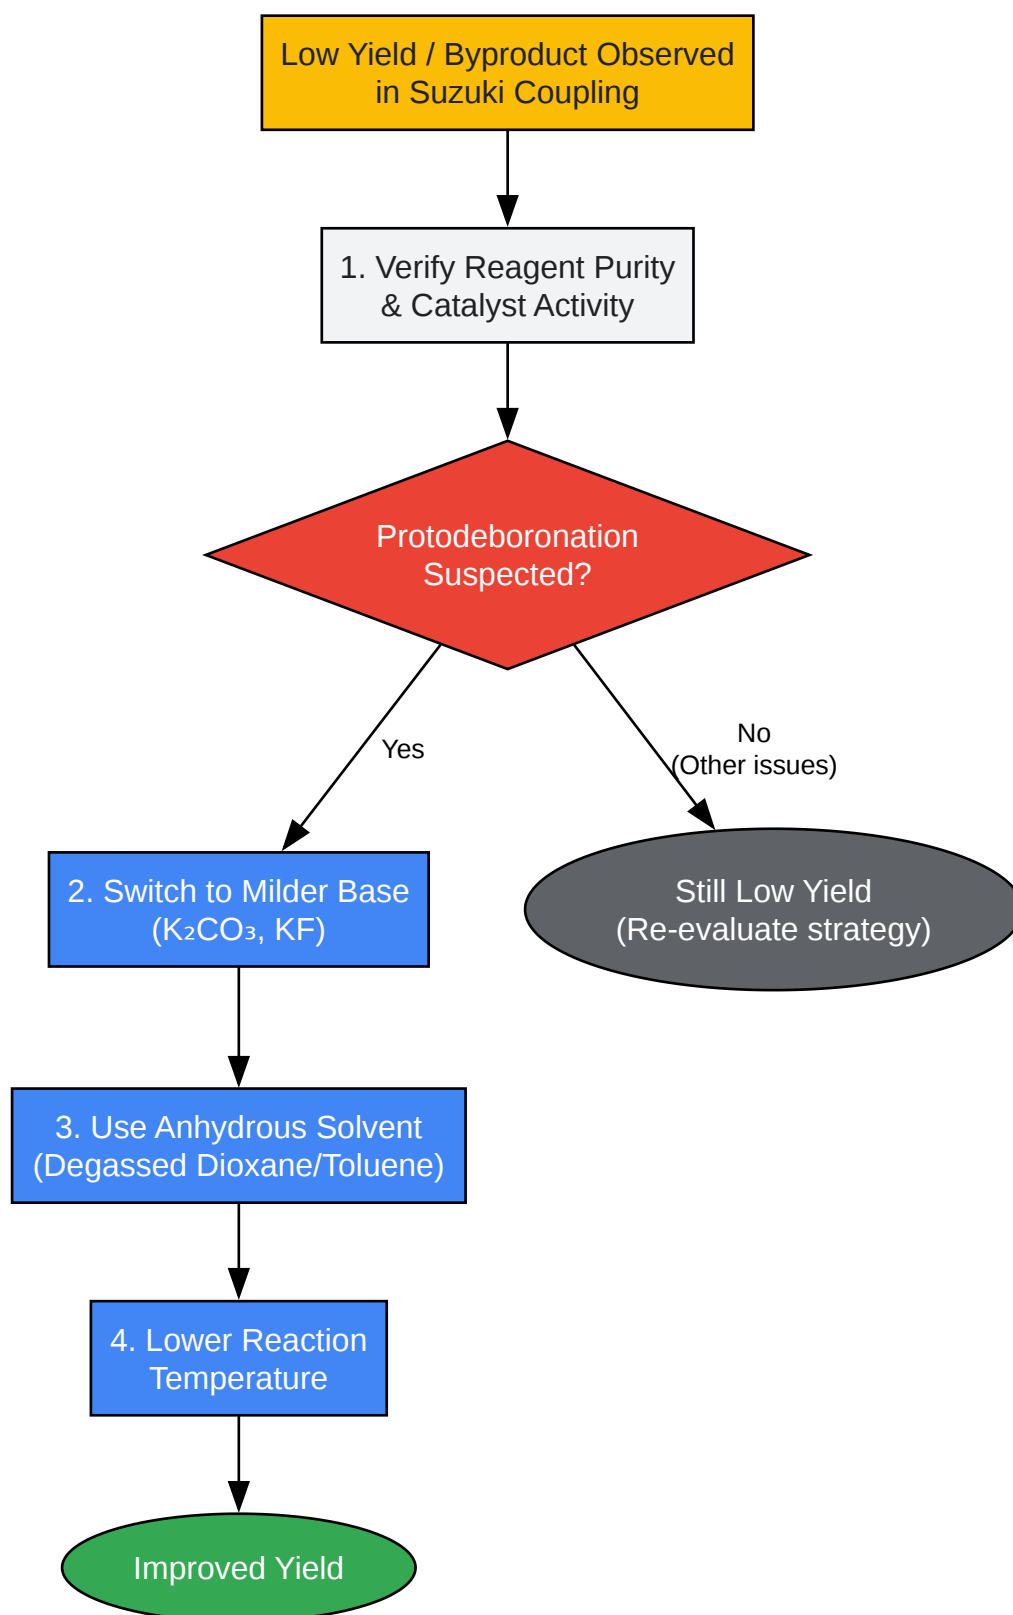 Low Yield / Byproduct Observed
in Suzuki Coupling
1. Verify Reagent Purity
& Catalyst Activity
Protodeboronation
Suspected?
Yes
No
(Other issues)
2. Switch to Milder Base
(K₂CO₃, KF)
Still Low Yield
(Re-evaluate strategy)
3. Use Anhydrous Solvent
(Degassed Dioxane/Toluene)
4. Lower Reaction
Temperature
Improved Yield